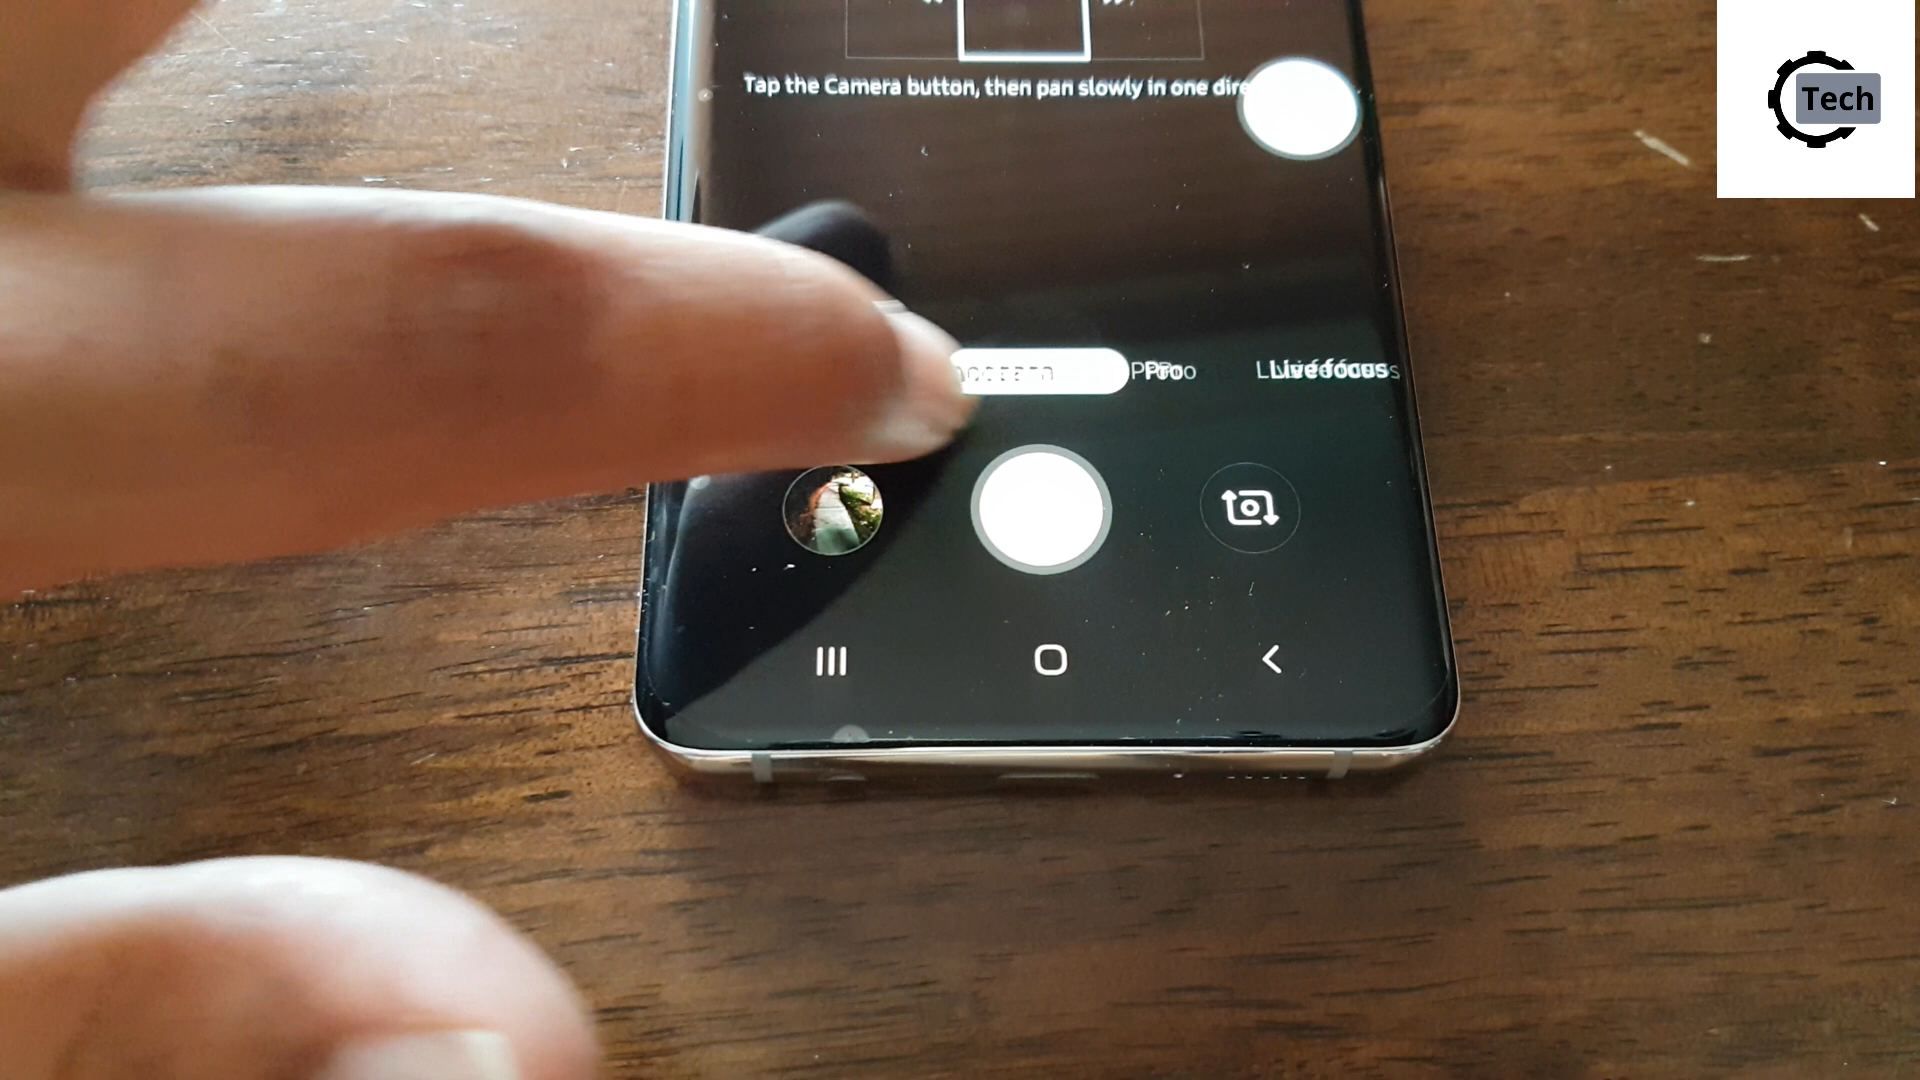 Tap the Camera button, then pan slowly in one dire
Tech
Pro Live focus